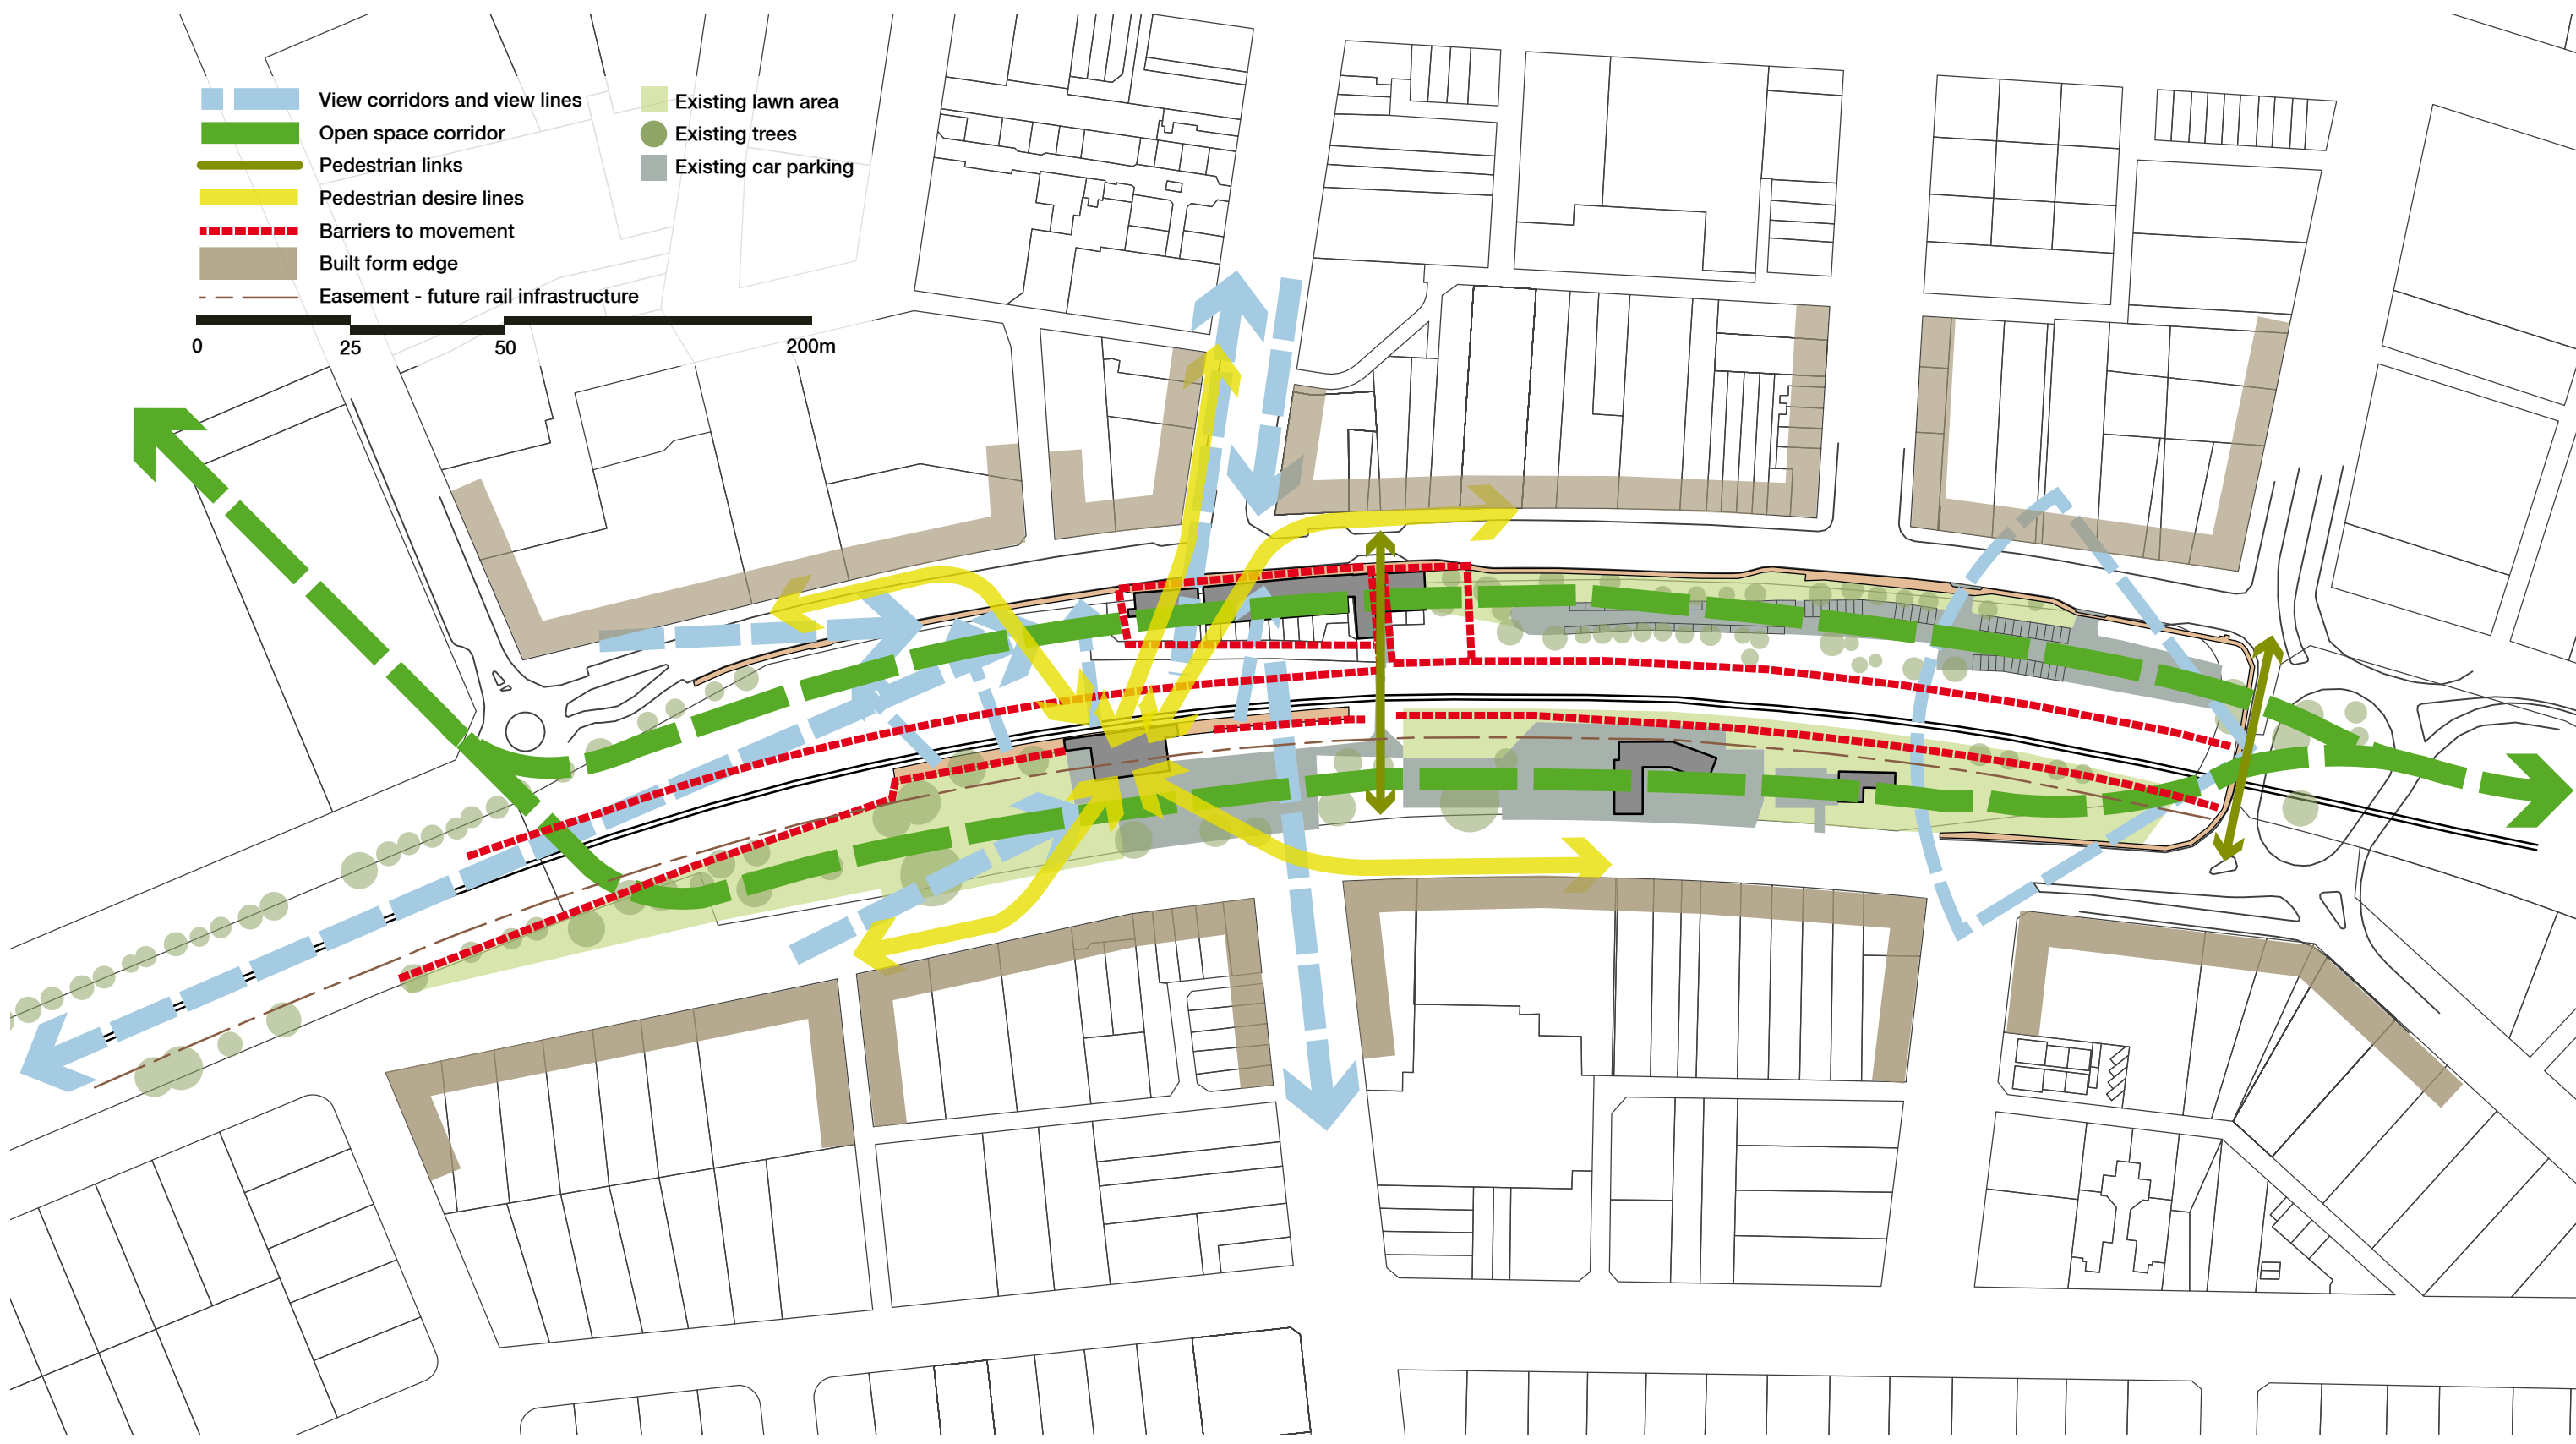 View corridors and view lines
Open space corridor
Pedestrian links
Pedestrian desire lines
Barriers to movement
Built form edge
Easement - future rail infrastructure
Existing lawn area
Existing trees
Existing car parking
0 25 50 200m